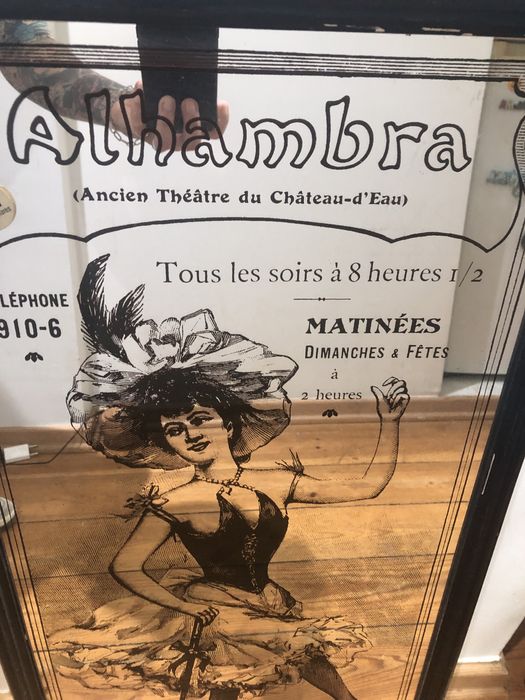 Alhambra
(Ancien Théâtre du Château-d'Eau)
Tous les soirs à 8 heures 1/2
LÉPHONE
910-6
MATINÉES
DIMANCHES & FÊTES
à
2 heures